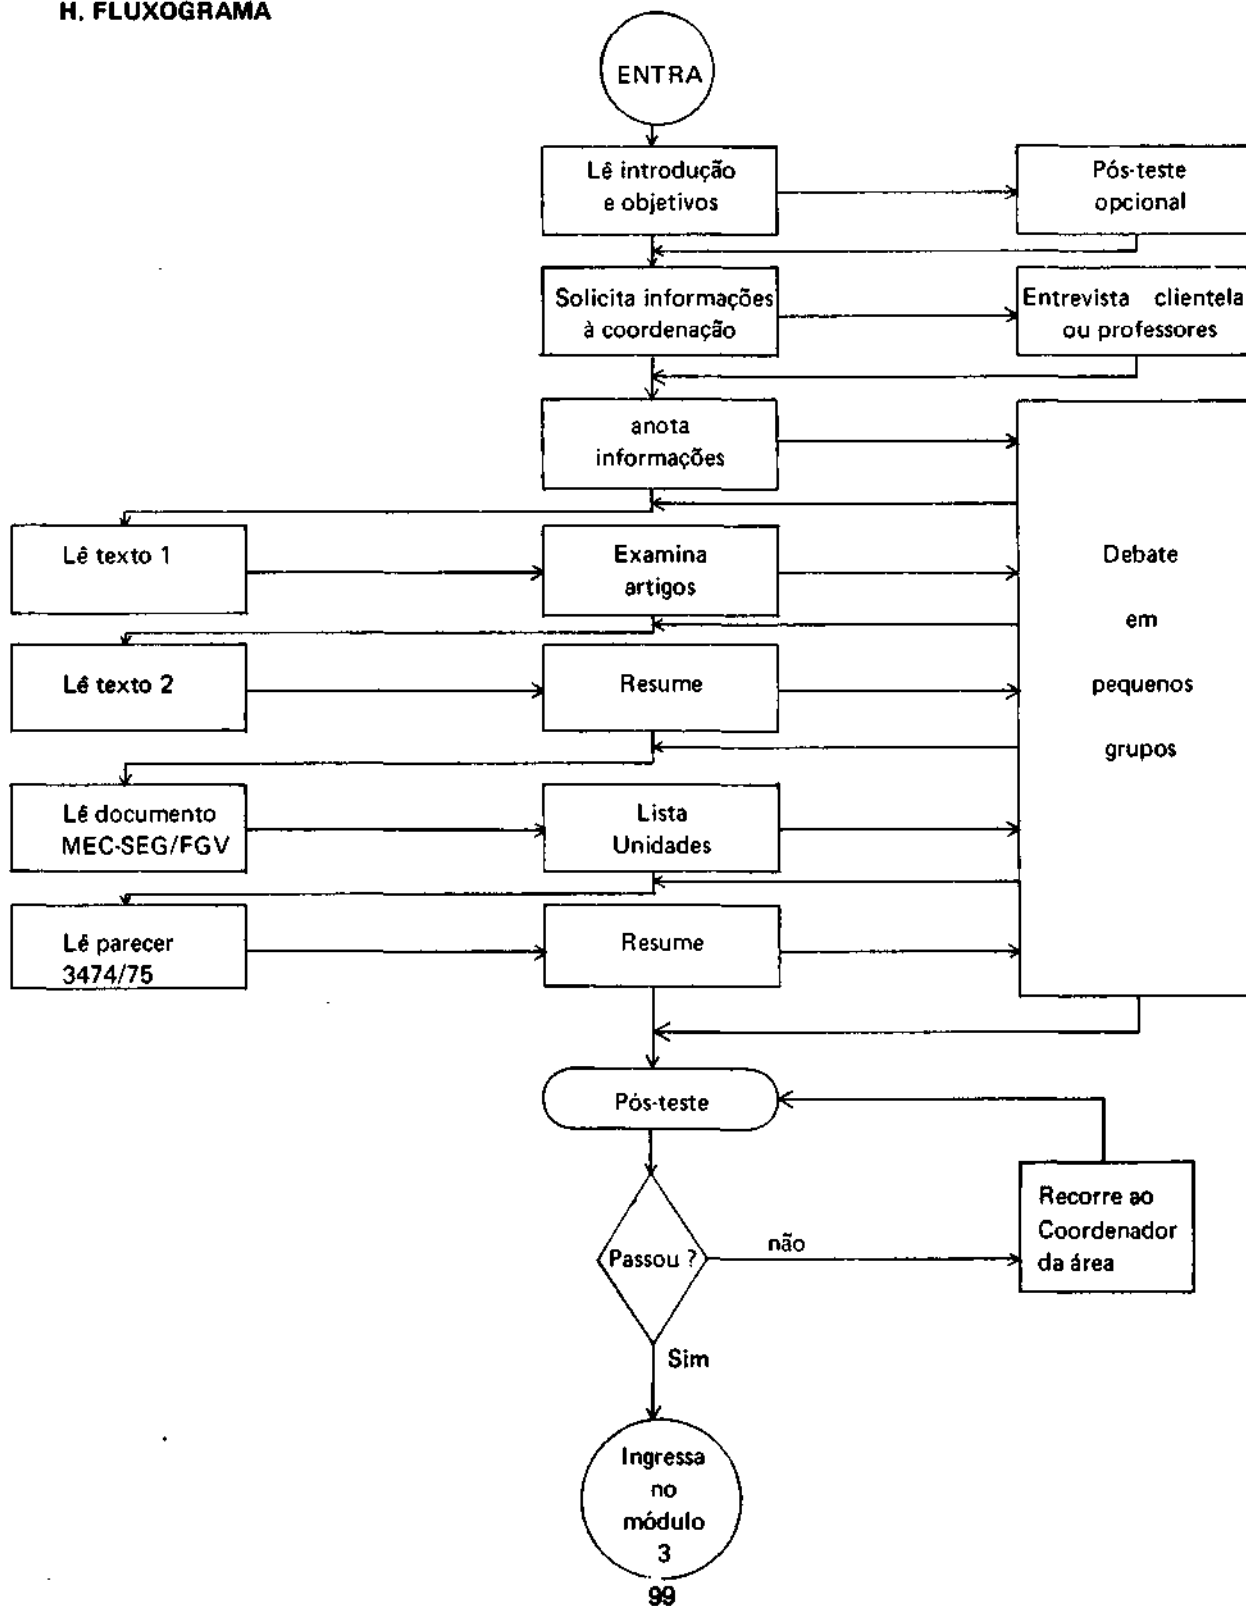 H. FLUXOGRAMA
ENTRA
Lê introdução
e objetivos
Pós-teste
opcional
Solicita informações
à coordenação
Entrevista clientela
ou professores
anota
informações
Lê texto 1
Examina
artigos
Debate
em
pequenos
grupos
Lê texto 2
Resume
Lê documento
MEC-SEG/FGV
Lista
Unidades
Lê parecer
3474/75
Resume
Pós-teste
Passou ?
não
Recorre ao
Coordenador
da área
Sim
Ingressa
no
módulo
3
99